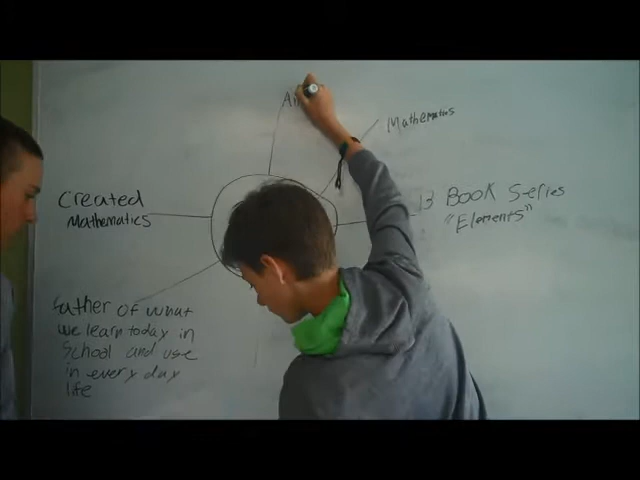 Mathematics
Created
Mathematics
13 Book Series
"Elements"
father of what
we learn today in
School and use
in every day
life